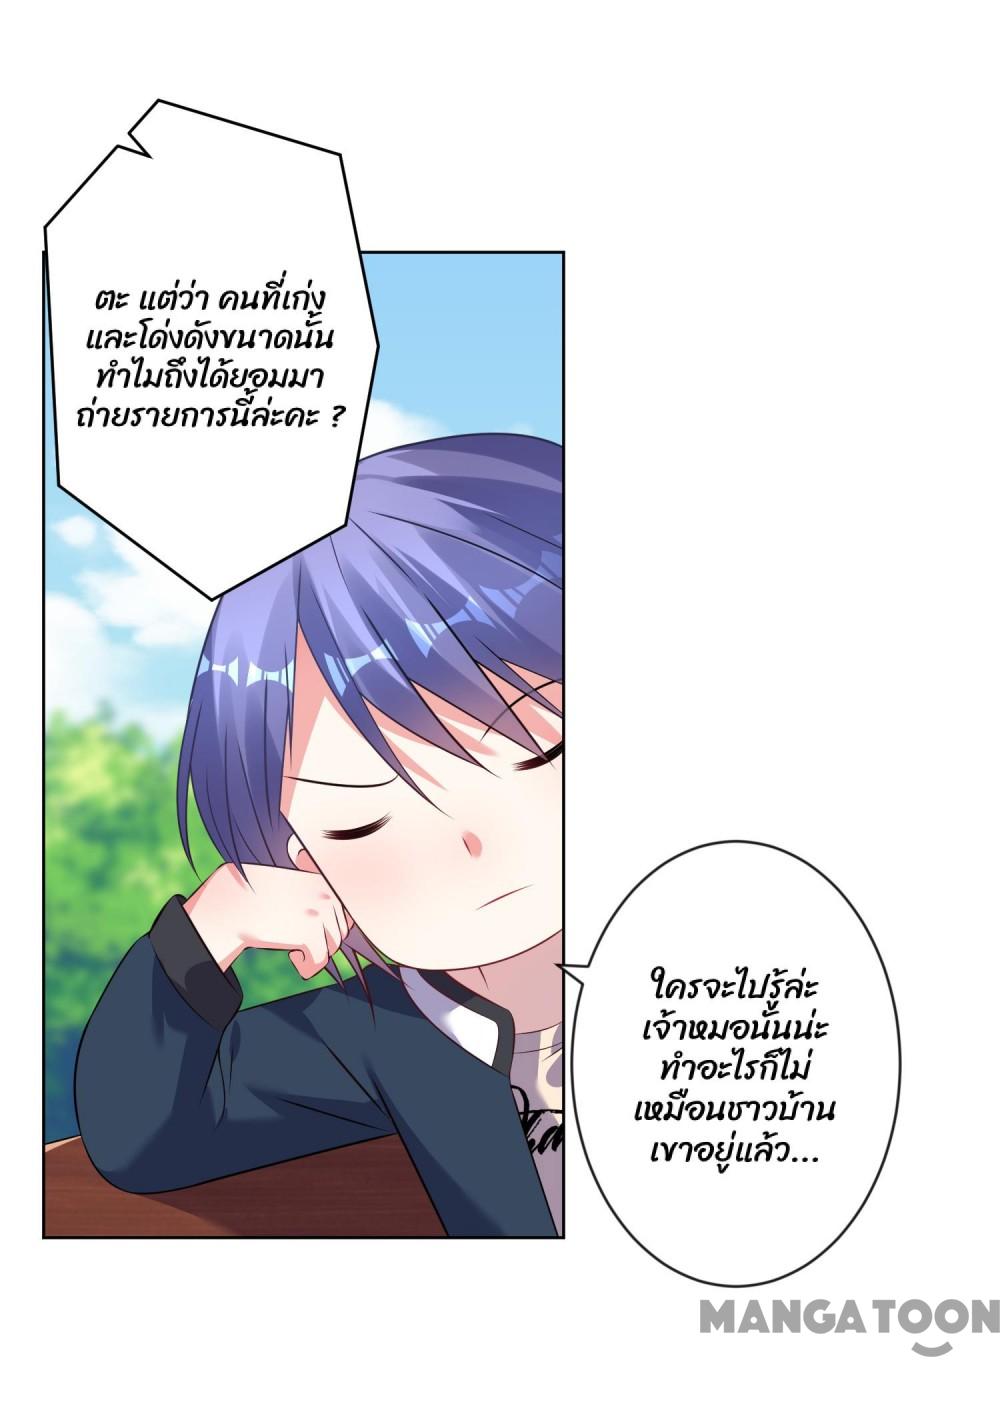 ตะ แต่ว่า คนที่เก่ง
และโด่งดังขนาดนั้น
ทำไมถึงได้ยอมมา
ถ่ายรายการนี้ล่ะคะ ?
ใครจะไปรู้ล่ะ
เจ้าหมอนั่นน่ะ
ทำอะไรก็ไม่
เหมือนชาวบ้าน
เขาอยู่แล้ว...
MANGATOON